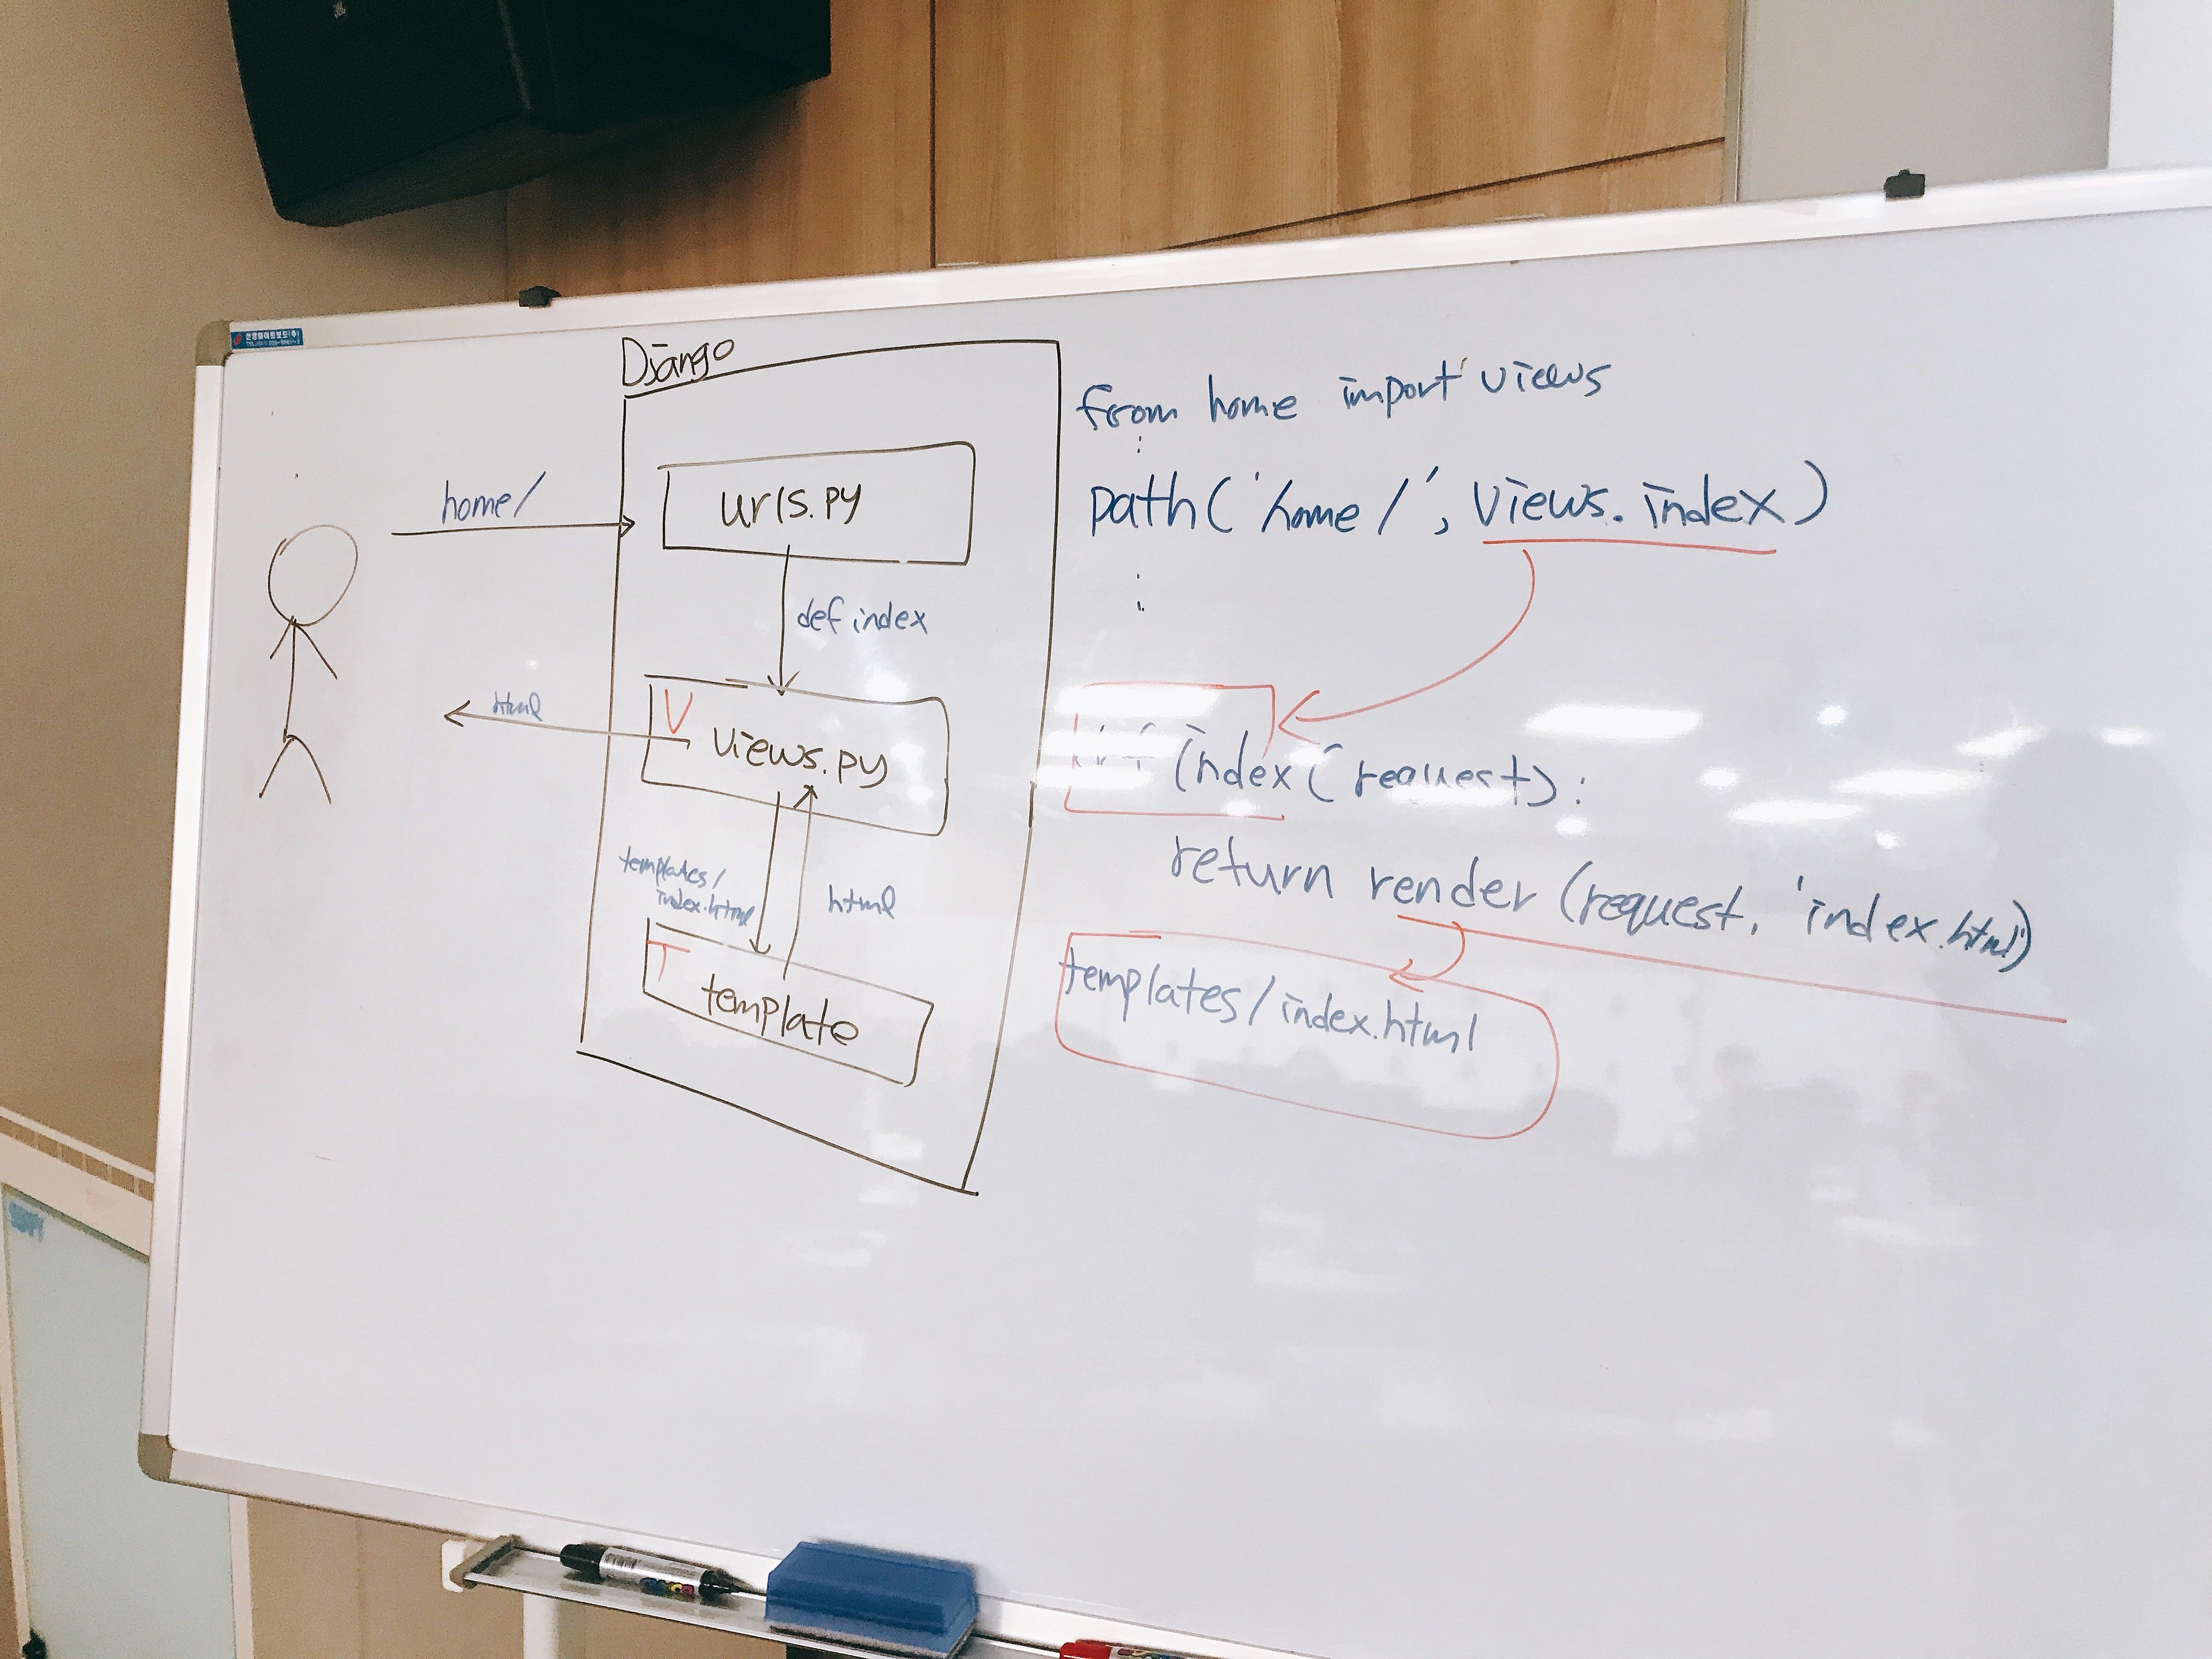 Django
home/
urls.py
def index
html
V
views.py
templates/
index.html
html
T
template
from home import views
path('home/', views.index)
index(request):
return render(request, 'index.html')
templates/index.html